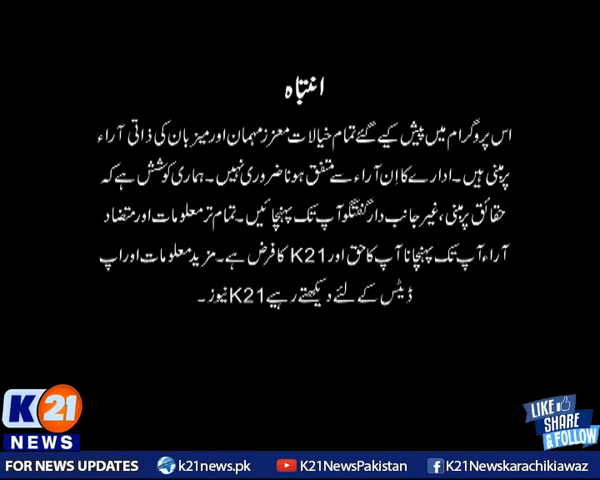 انتباہ
اس پروگرام میں پیش کیے گئے تمام خیالات معزز مہمان اور میزبان کی ذاتی آراء
پر مبنی ہیں۔ ادارے کا ان آراء سے متفق ہونا ضروری نہیں۔ ہماری کوشش ہے کہ
حقائق پر مبنی، غیر جانب دار گفتگو آپ تک پہنچائیں۔ تمام تر معلومات اور متضاد
آراء آپ تک پہنچانا آپ کا حق اور K21 کا فرض ہے۔ مزید معلومات اور اپ
ڈیٹس کے لئے دیکھتے رہیے K21 نیوز۔
K21
NEWS
LIKE
SHARE
& FOLLOW
FOR NEWS UPDATES k21news.pk K21NewsPakistan K21Newskarachikiawaz